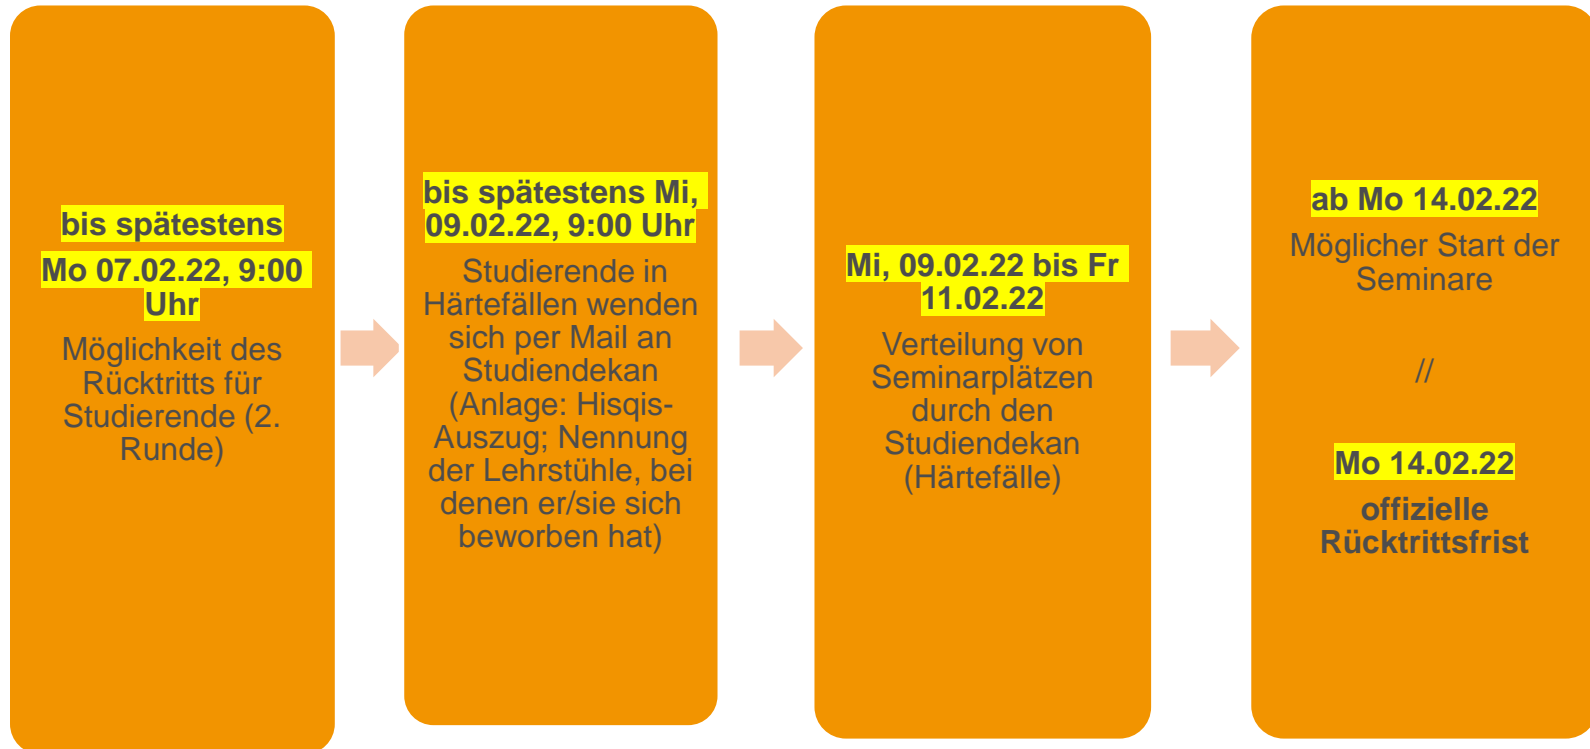 bis spätestens
Mo 07.02.22, 9:00
Uhr
Möglichkeit des
Rücktritts für
Studierende (2.
Runde)
bis spätestens Mi,
09.02.22, 9:00 Uhr
Studierende in
Härtefällen wenden
sich per Mail an
Studiendekan
(Anlage: Hisqis-
Auszug; Nennung
der Lehrstühle, bei
denen er/sie sich
beworben hat)
Mi, 09.02.22 bis Fr
11.02.22
Verteilung von
Seminarplätzen
durch den
Studiendekan
(Härtefälle)
ab Mo 14.02.22
Möglicher Start der
Seminare
//
Mo 14.02.22
offizielle
Rücktrittsfrist